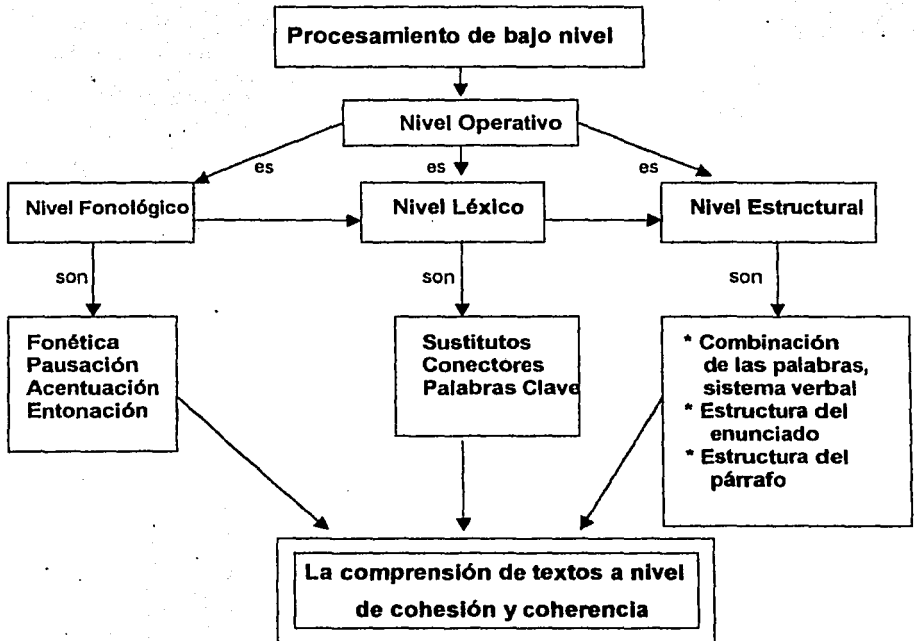 Procesamiento de bajo nivel
Nivel Operativo
es
es
es
Nivel Fonológico
Nivel Léxico
Nivel Estructural
son
son
son
Fonética
Pausación
Acentuación
Entonación
Sustitutos
Conectores
Palabras Clave
* Combinación
de las palabras,
sistema verbal
* Estructura del
enunciado
* Estructura del
párrafo
La comprensión de textos a nivel
de cohesión y coherencia